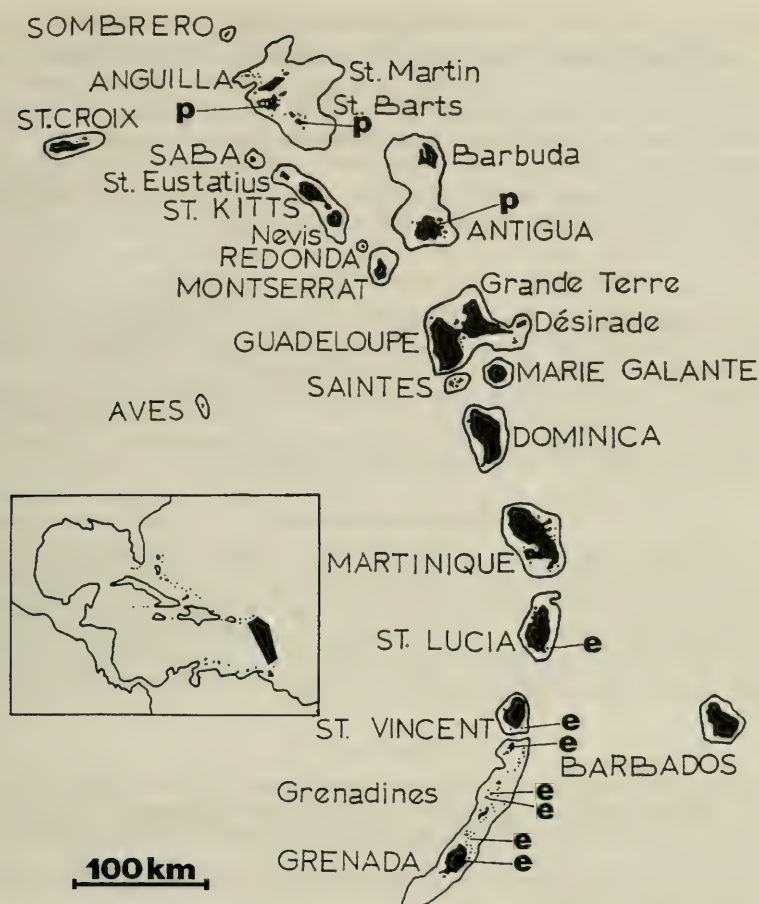 SOMBRERO
ANGUILLA
St. Martin
p
St. Barts
p
ST.CROIX
SABA
Barbuda
St. Eustatius
p
ST. KITTS
Nevis
ANTIGUA
REDONDA
MONTSERRAT
Grande Terre
GUADELOUPE
Désirade
SAINTES
MARIE GALANTE
AVES
DOMINICA
MARTINIQUE
ST. LUCIA
e
ST. VINCENT
e
e
BARBADOS
Grenadines
e
e
e
GRENADA
e
100 km